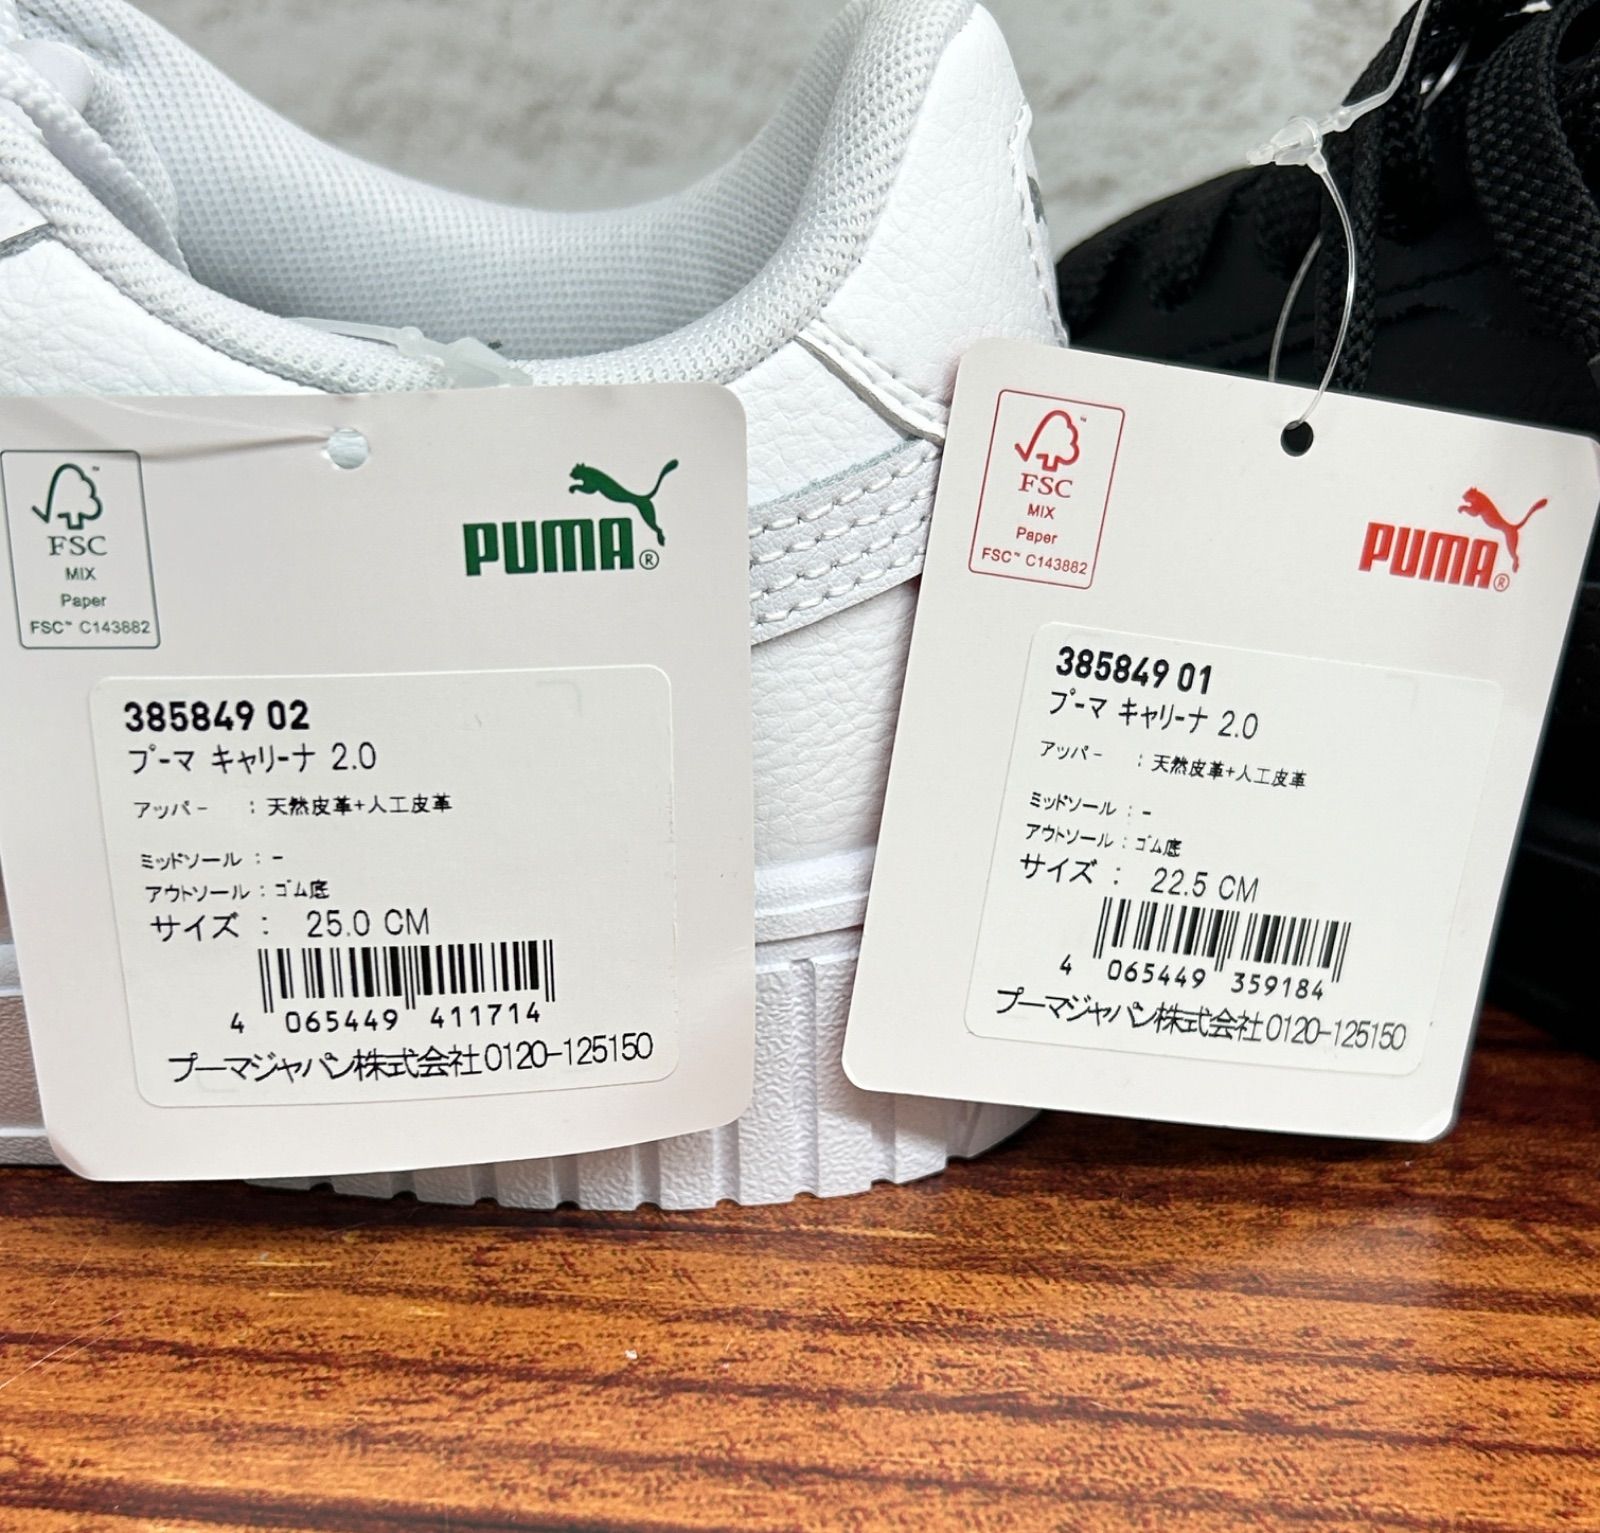 FSC
MIX
Paper
FSC™ C143882
PUMA®
385849 02
プーマ キャリーナ 2.0
アッパー : 天然皮革+人工皮革
ミッドソール : -
アウトソール : ゴム底
サイズ : 25.0 CM
4 065449 411714
プーマジャパン株式会社0120-125150
FSC
MIX
Paper
FSC™ C143882
PUMA®
385849 01
プーマ キャリーナ 2.0
アッパー : 天然皮革+人工皮革
ミッドソール : -
アウトソール : ゴム底
サイズ : 22.5 CM
4 065449 359184
プーマジャパン株式会社0120-125150